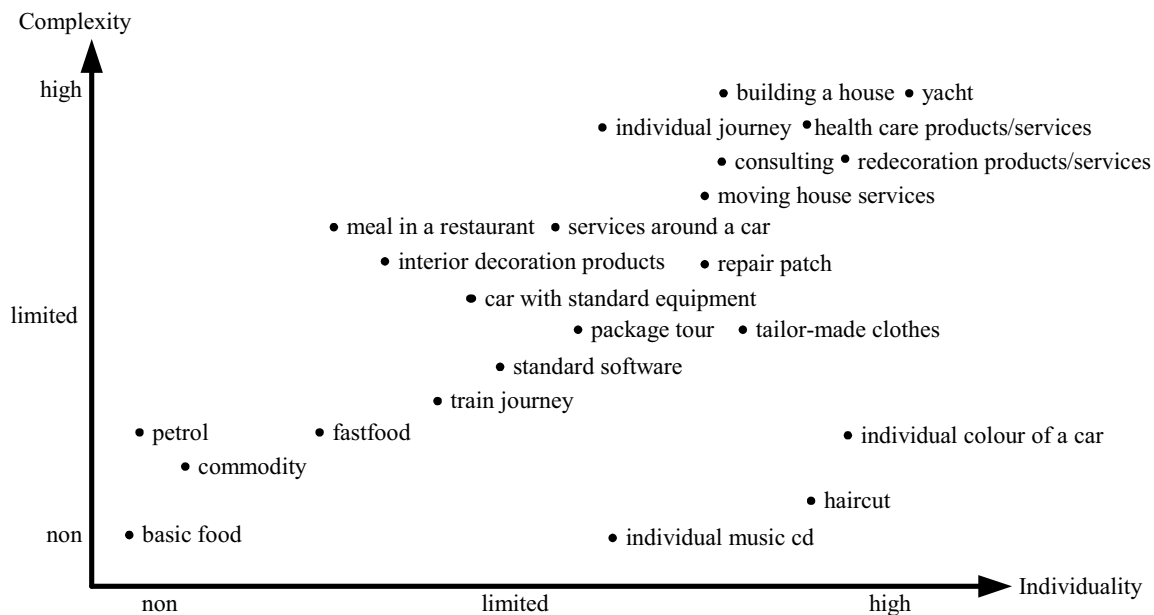 Complexity
high
building a house
yacht
individual journey
health care products/services
consulting
redecoration products/services
moving house services
meal in a restaurant
services around a car
interior decoration products
repair patch
car with standard equipment
limited
package tour
tailor-made clothes
standard software
train journey
petrol
fastfood
individual colour of a car
commodity
haircut
non
basic food
individual music cd
Individuality
non
limited
high